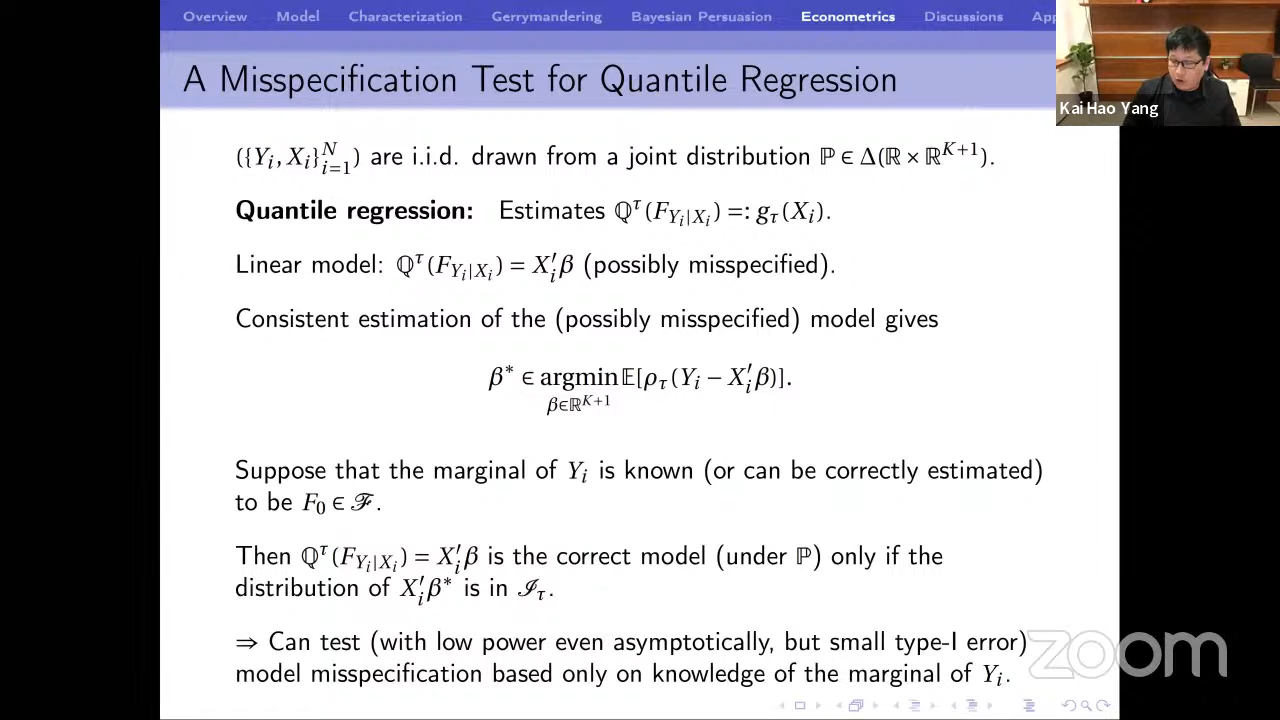 Overview Model Characterization Gerrymandering Bayesian Persuasion Econometrics Discussions App
A Misspecification Test for Quantile Regression
Kai Hao Yang
({Y_i, X_i}_{i=1}^N) are i.i.d. drawn from a joint distribution ℙ ∈ Δ(ℝ × ℝ^{K+1}).
Quantile regression: Estimates ℚ^τ(F_{Y_i|X_i}) =: g_τ(X_i).
Linear model: ℚ^τ(F_{Y_i|X_i}) = X_i′β (possibly misspecified).
Consistent estimation of the (possibly misspecified) model gives
β* ∈ argmin 𝔼[ρ_τ(Y_i − X_i′β)].
β∈ℝ^{K+1}
Suppose that the marginal of Y_i is known (or can be correctly estimated)
to be F_0 ∈ ℱ.
Then ℚ^τ(F_{Y_i|X_i}) = X_i′β is the correct model (under ℙ) only if the
distribution of X_i′β* is in ℐ_τ.
⇒ Can test (with low power even asymptotically, but small type-I error)
model misspecification based only on knowledge of the marginal of Y_i.
zoom